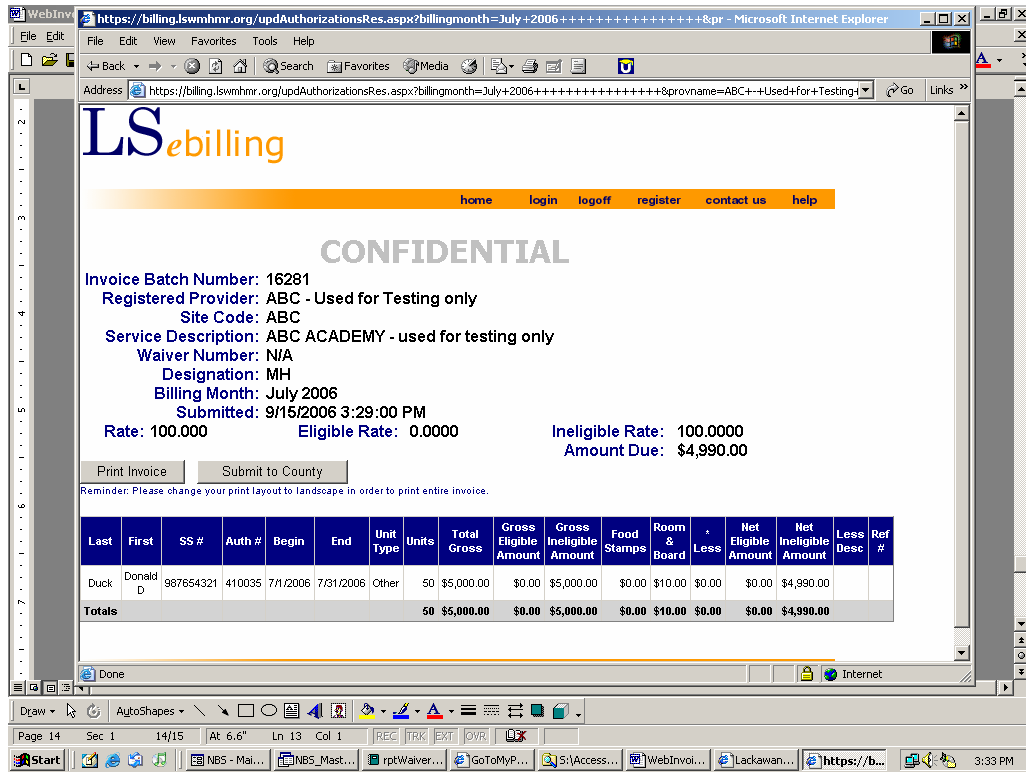 WebInvo
https://billing.lswmhmr.org/updAuthorizationsRes.aspx?billingmonth=July+2006++++++++++++++++&pr - Microsoft Internet Explorer
File Edit
File Edit View Favorites Tools Help
Back Search Favorites Media
Address https://billing.lswmhmr.org/updAuthorizationsRes.aspx?billingmonth=July+2006++++++++++++++++&provname=ABC+-+Used+for+Testing+ Go Links »
LS ebilling
home login logoff register contact us help
CONFIDENTIAL
Invoice Batch Number: 16281
Registered Provider: ABC - Used for Testing only
Site Code: ABC
Service Description: ABC ACADEMY - used for testing only
Waiver Number: N/A
Designation: MH
Billing Month: July 2006
Submitted: 9/15/2006 3:29:00 PM
Rate: 100.000 Eligible Rate: 0.0000 Ineligible Rate: 100.0000
Amount Due: $4,990.00
Print Invoice Submit to County
Reminder: Please change your print layout to landscape in order to print entire invoice.
Last First SS # Auth # Begin End Unit Type Units Total Gross Gross Eligible Amount Gross Ineligible Amount Food Stamps Room & Board * Less Net Eligible Amount Net Ineligible Amount Less Desc Ref #
Duck Donald D 987654321 410035 7/1/2006 7/31/2006 Other 50 $5,000.00 $0.00 $5,000.00 $0.00 $10.00 $0.00 $0.00 $4,990.00
Totals 50 $5,000.00 $0.00 $5,000.00 $0.00 $10.00 $0.00 $0.00 $4,990.00
Done Internet
Draw AutoShapes
Page 14 Sec 1 14/15 At 6.6" Ln 13 Col 1 REC TRK EXT OVR
Start NBS - Mai... NBS_Mast... rptWaiver... GoToMyP... S:\Access... WebInvoi... Lackawan... https://b... 3:33 PM